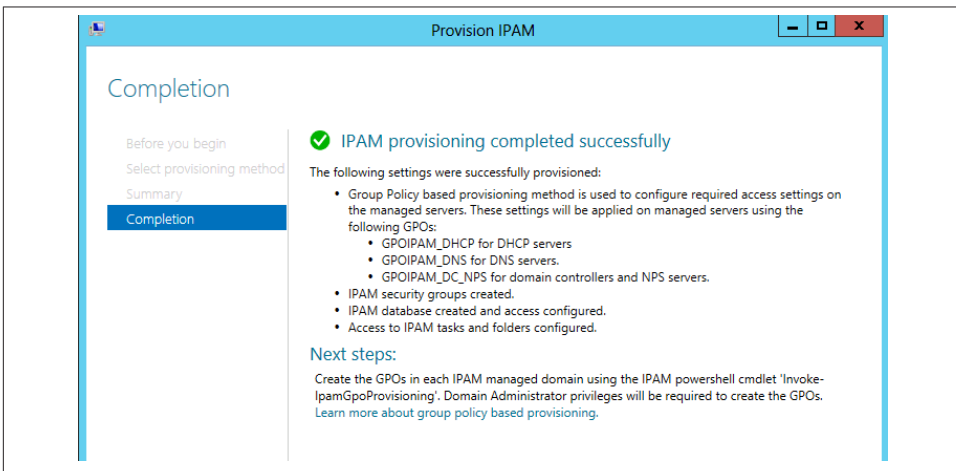 Provision IPAM
Completion
Before you begin
Select provisioning method
Summary
Completion
IPAM provisioning completed successfully
The following settings were successfully provisioned:
• Group Policy based provisioning method is used to configure required access settings on
the managed servers. These settings will be applied on managed servers using the
following GPOs:
• GPOIPAM_DHCP for DHCP servers
• GPOIPAM_DNS for DNS servers.
• GPOIPAM_DC_NPS for domain controllers and NPS servers.
• IPAM security groups created.
• IPAM database created and access configured.
• Access to IPAM tasks and folders configured.
Next steps:
Create the GPOs in each IPAM managed domain using the IPAM powershell cmdlet 'Invoke-
IpamGpoProvisioning'. Domain Administrator privileges will be required to create the GPOs.
Learn more about group policy based provisioning.